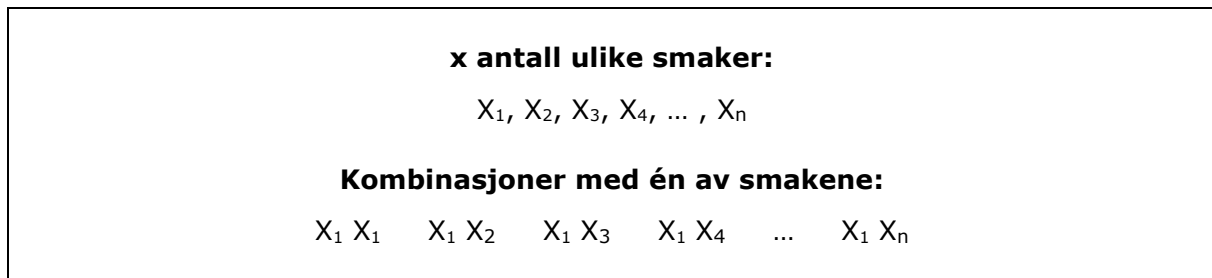 x antall ulike smaker:
X₁, X₂, X₃, X₄, … , Xₙ
Kombinasjoner med én av smakene:
X₁ X₁ X₁ X₂ X₁ X₃ X₁ X₄ … X₁ Xₙ